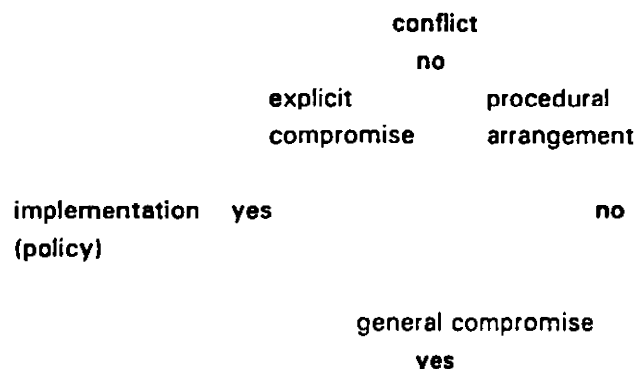 conflict
no
explicit procedural
compromise arrangement
implementation yes no
(policy)
general compromise
yes